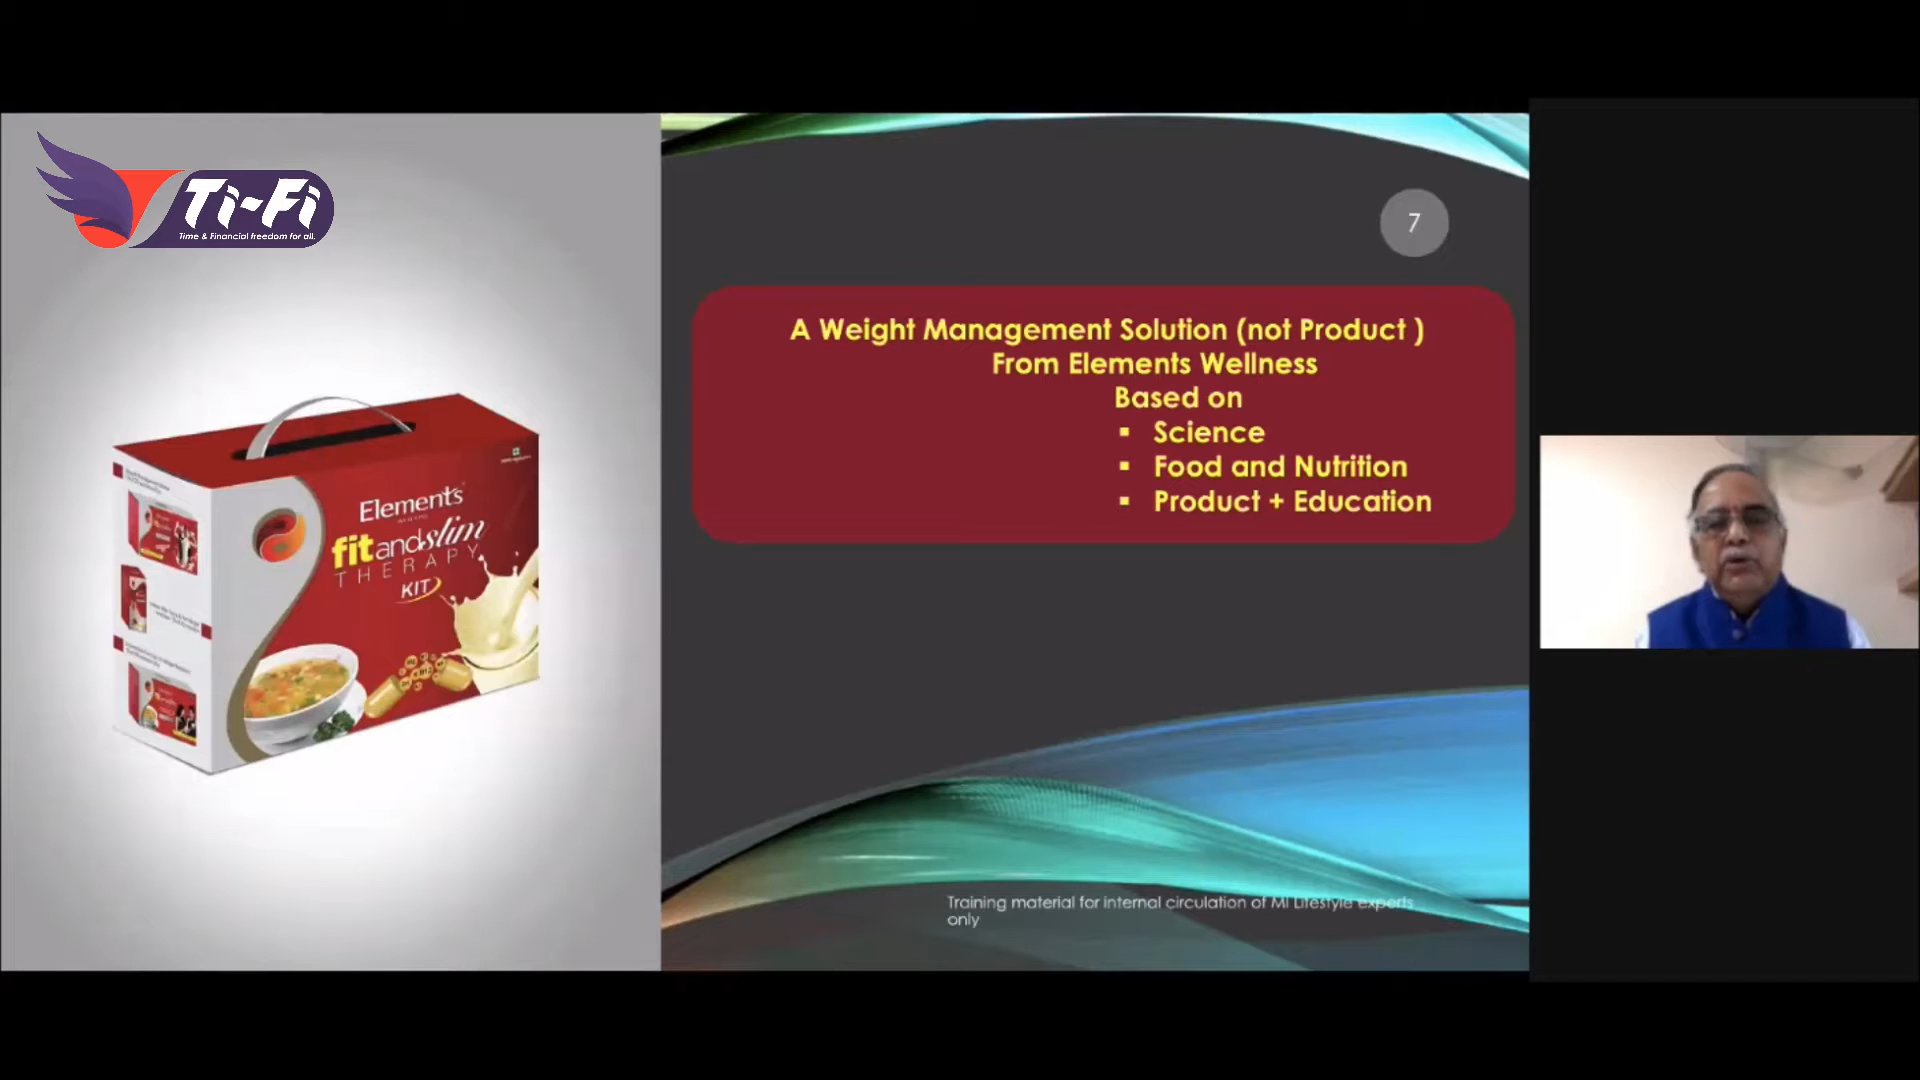 Ti-Fi
Time & Financial freedom for all.
Elements
fit and slim
THERAPY
KIT
7
A Weight Management Solution (not Product )
From Elements Wellness
Based on
▪ Science
▪ Food and Nutrition
▪ Product + Education
Training material for internal circulation of MI Lifestyle experts
only